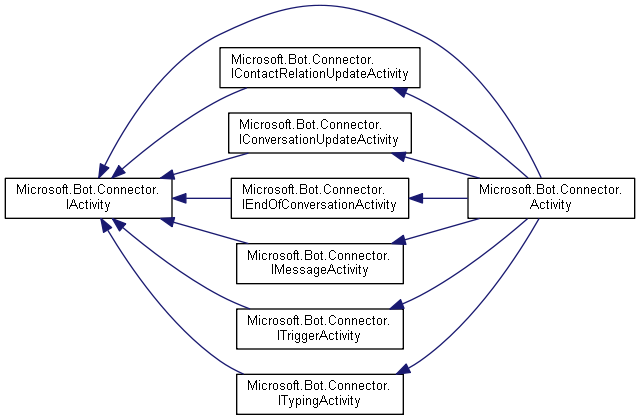 Microsoft.Bot.Connector.
IContactRelationUpdateActivity
Microsoft.Bot.Connector.
IConversationUpdateActivity
Microsoft.Bot.Connector.
IActivity
Microsoft.Bot.Connector.
IEndOfConversationActivity
Microsoft.Bot.Connector.
Activity
Microsoft.Bot.Connector.
IMessageActivity
Microsoft.Bot.Connector.
ITriggerActivity
Microsoft.Bot.Connector.
ITypingActivity